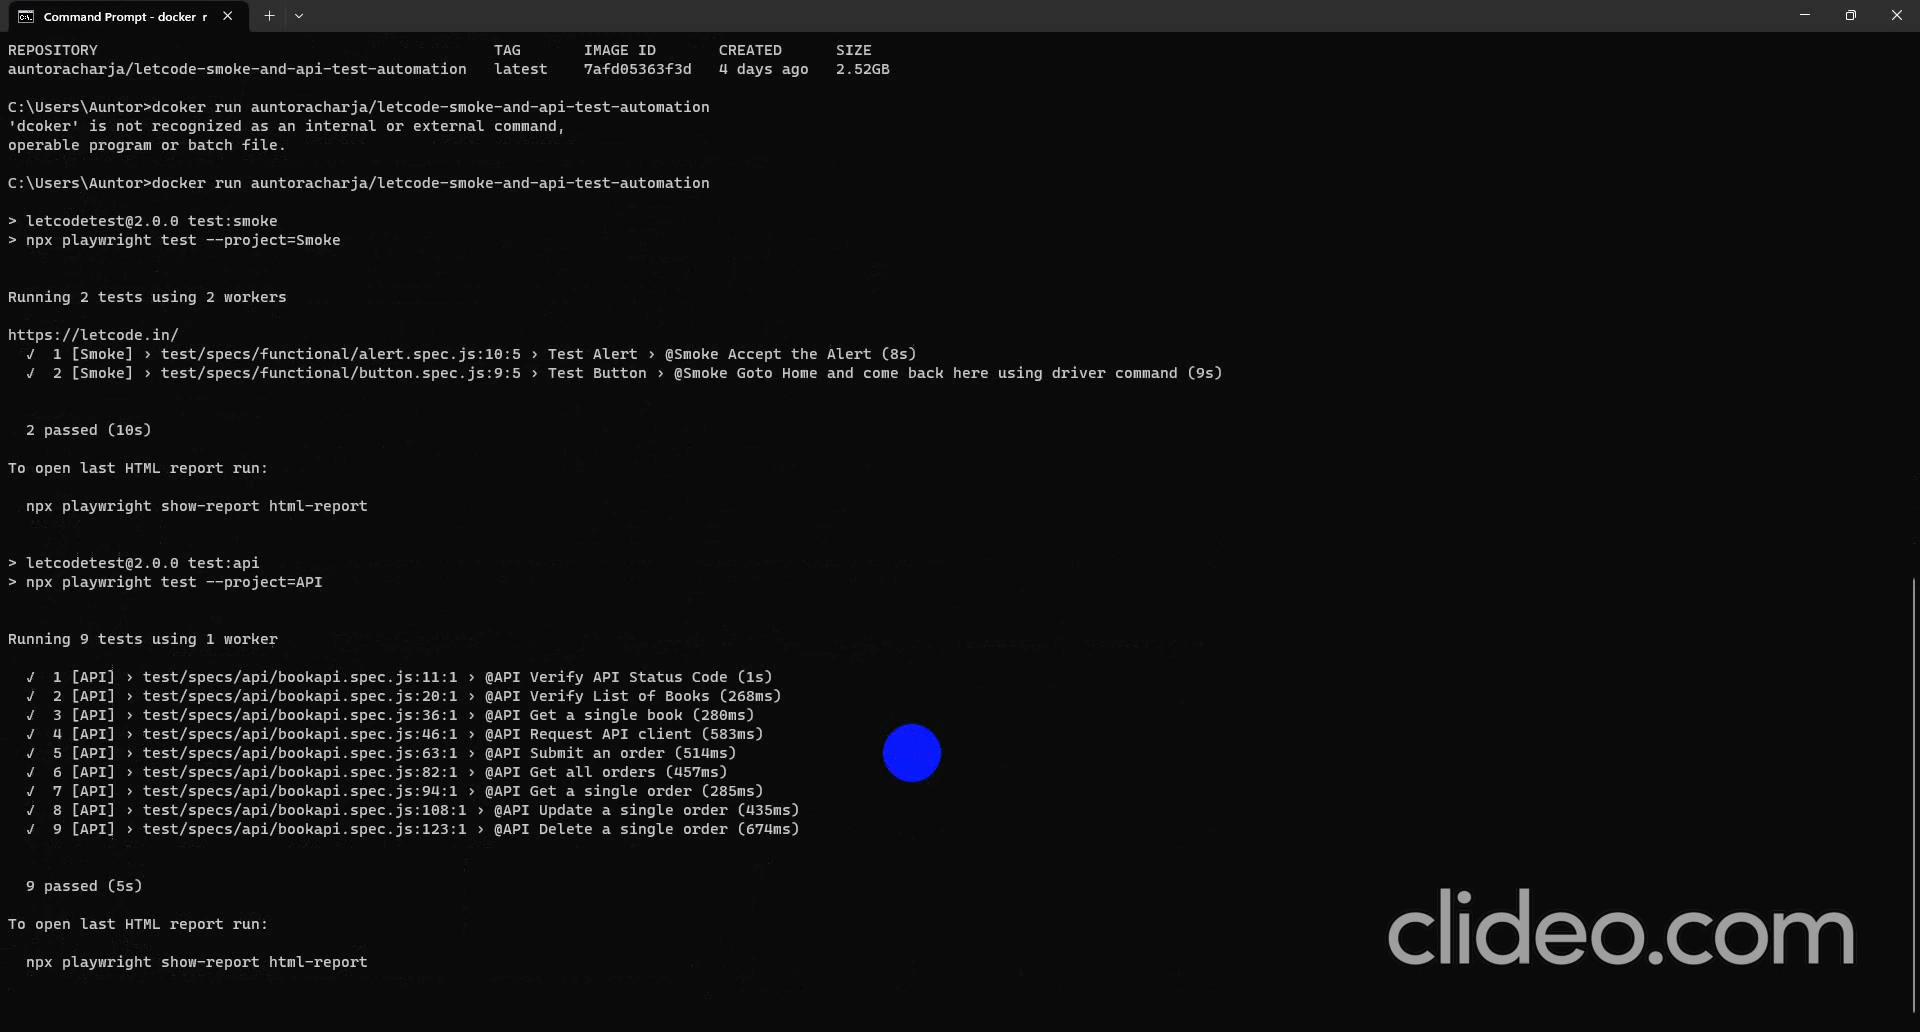 Command Prompt - docker  r
REPOSITORY TAG IMAGE ID CREATED SIZE
auntoracharja/letcode-smoke-and-api-test-automation latest 7afd05363f3d 4 days ago 2.52GB
C:\Users\Auntor>dcoker run auntoracharja/letcode-smoke-and-api-test-automation
'dcoker' is not recognized as an internal or external command,
operable program or batch file.
C:\Users\Auntor>docker run auntoracharja/letcode-smoke-and-api-test-automation
> letcodetest@2.0.0 test:smoke
> npx playwright test --project=Smoke
Running 2 tests using 2 workers
https://letcode.in/
✓ 1 [Smoke] › test/specs/functional/alert.spec.js:10:5 › Test Alert › @Smoke Accept the Alert (8s)
✓ 2 [Smoke] › test/specs/functional/button.spec.js:9:5 › Test Button › @Smoke Goto Home and come back here using driver command (9s)
2 passed (10s)
To open last HTML report run:
npx playwright show-report html-report
> letcodetest@2.0.0 test:api
> npx playwright test --project=API
Running 9 tests using 1 worker
✓ 1 [API] › test/specs/api/bookapi.spec.js:11:1 › @API Verify API Status Code (1s)
✓ 2 [API] › test/specs/api/bookapi.spec.js:20:1 › @API Verify List of Books (268ms)
✓ 3 [API] › test/specs/api/bookapi.spec.js:36:1 › @API Get a single book (280ms)
✓ 4 [API] › test/specs/api/bookapi.spec.js:46:1 › @API Request API client (583ms)
✓ 5 [API] › test/specs/api/bookapi.spec.js:63:1 › @API Submit an order (514ms)
✓ 6 [API] › test/specs/api/bookapi.spec.js:82:1 › @API Get all orders (457ms)
✓ 7 [API] › test/specs/api/bookapi.spec.js:94:1 › @API Get a single order (285ms)
✓ 8 [API] › test/specs/api/bookapi.spec.js:108:1 › @API Update a single order (435ms)
✓ 9 [API] › test/specs/api/bookapi.spec.js:123:1 › @API Delete a single order (674ms)
9 passed (5s)
To open last HTML report run:
npx playwright show-report html-report
clideo.com